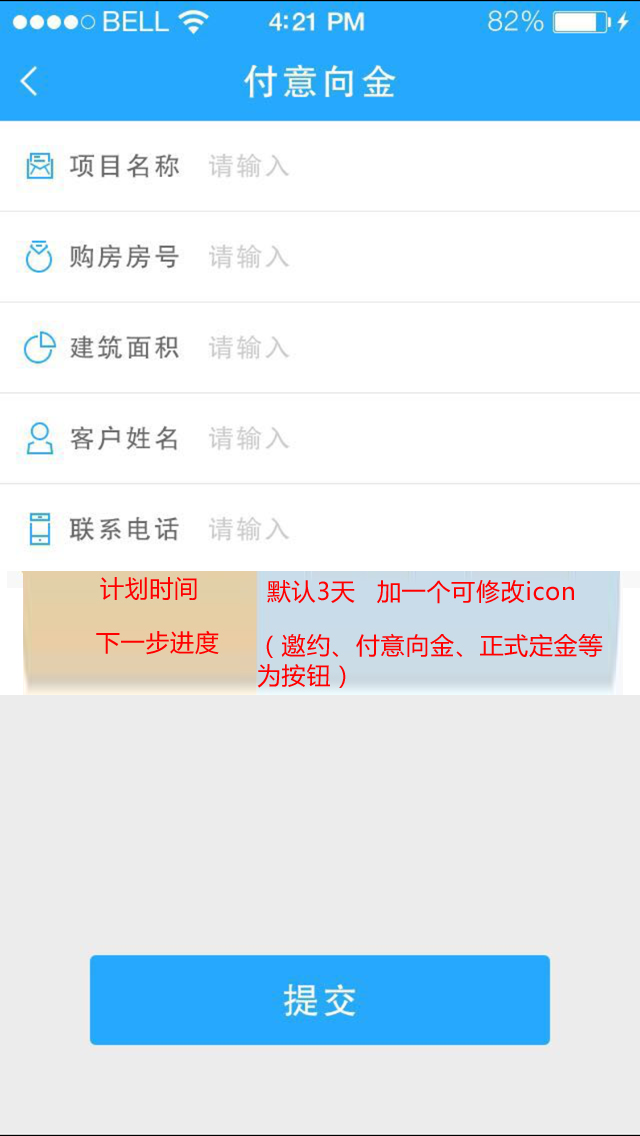 BELL 4:21 PM 82%
付意向金
项目名称 请输入
购房房号 请输入
建筑面积 请输入
客户姓名 请输入
联系电话 请输入
计划时间 默认3天 加一个可修改icon
下一步进度 （邀约、付意向金、正式定金等
为按钮）
提交